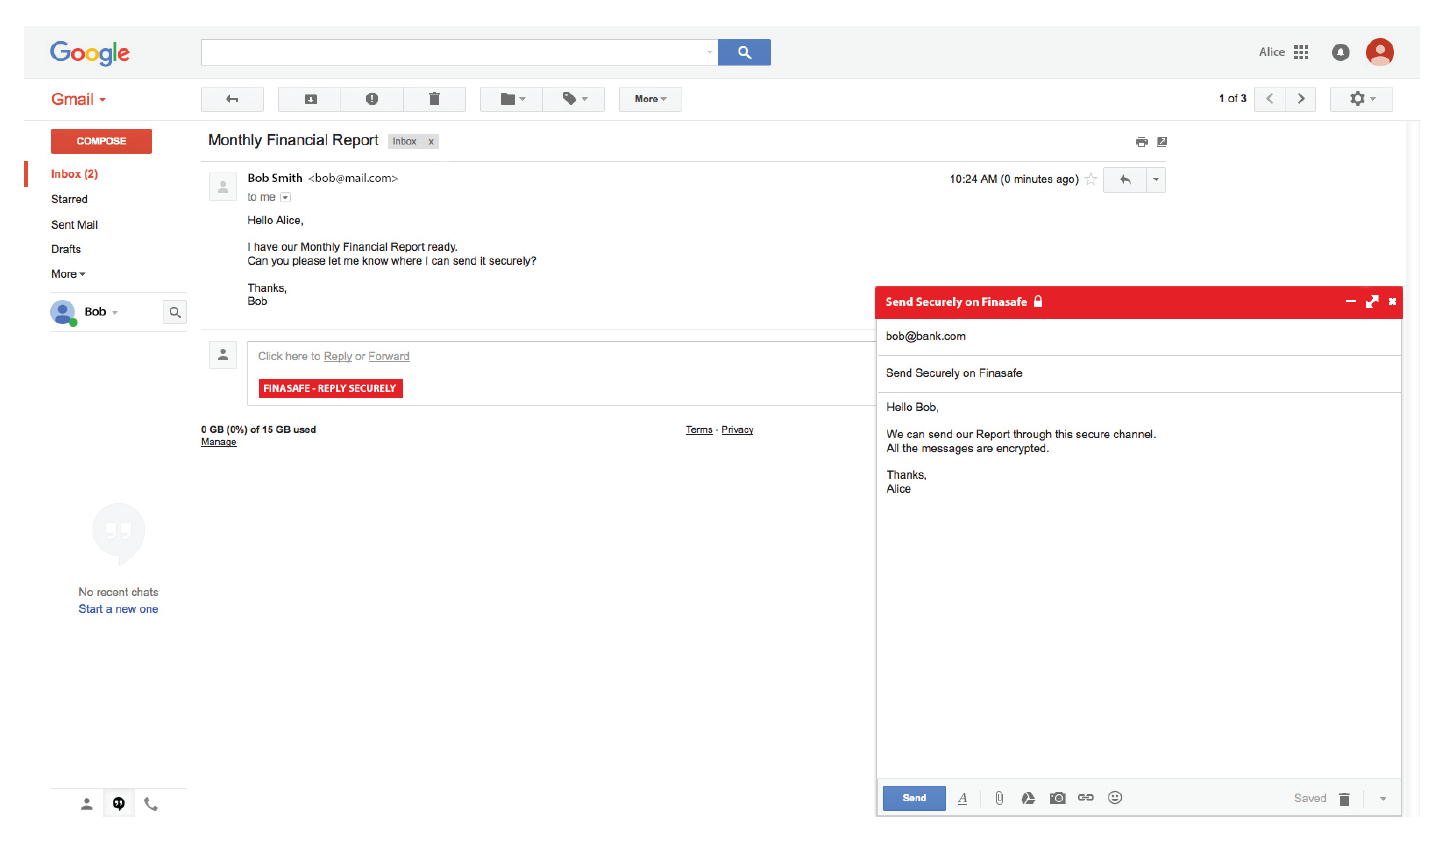 Google
Alice
Gmail
More
1 of 3
COMPOSE
Inbox (2)
Starred
Sent Mail
Drafts
More
Bob
Monthly Financial Report
Inbox x
Bob Smith <bob@mail.com>
10:24 AM (0 minutes ago)
to me
Hello Alice,
I have our Monthly Financial Report ready.
Can you please let me know where I can send it securely?
Thanks,
Bob
Click here to Reply or Forward
FINASAFE - REPLY SECURELY
0 GB (0%) of 15 GB used
Manage
Terms - Privacy
No recent chats
Start a new one
Send Securely on Finasafe
bob@bank.com
Send Securely on Finasafe
Hello Bob,
We can send our Report through this secure channel.
All the messages are encrypted.
Thanks,
Alice
Send
A
Saved